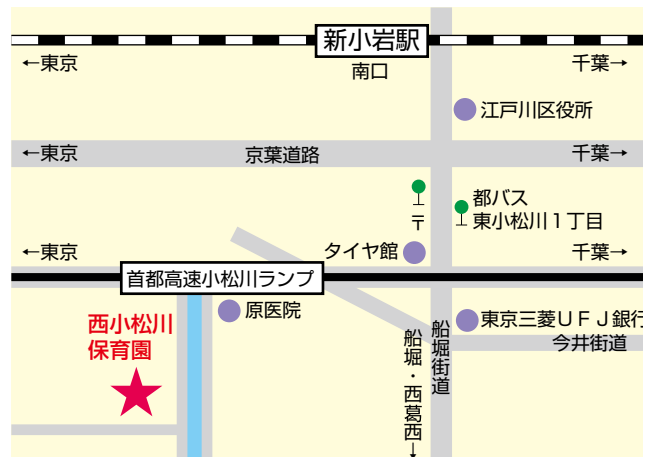 新小岩駅
←東京
南口
千葉→
江戸川区役所
←東京
京葉道路
千葉→
都バス
〒
東小松川1丁目
←東京
タイヤ館
千葉→
首都高速小松川ランプ
原医院
西小松川
保育園
東京三菱UFJ銀行
今井街道
船堀街道
船堀・西葛西→